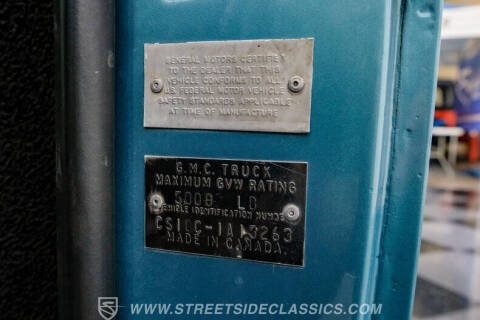 GENERAL MOTORS CERTIFIES
TO THE DEALER THAT THIS
VEHICLE CONFORMS TO ALL
U.S. FEDERAL MOTOR VEHICLE
SAFETY STANDARDS APPLICABLE
AT TIME OF MANUFACTURE
G.M.C. TRUCK
MAXIMUM GVW RATING
5000 LB
VEHICLE IDENTIFICATION NUMBER
MADE IN CANADA
WWW.STREETSIDECLASSICS.COM